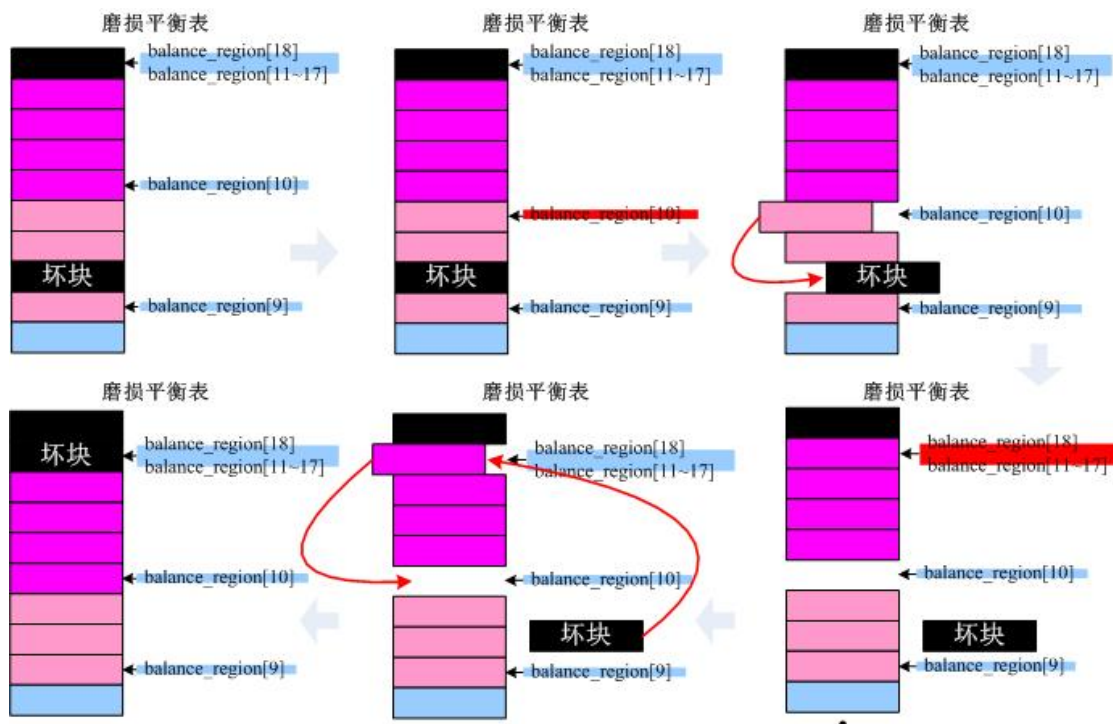 磨损平衡表
balance_region[18]
balance_region[11~17]
balance_region[10]
坏块
balance_region[9]
磨损平衡表
balance_region[18]
balance_region[11~17]
balance_region[10]
坏块
balance_region[9]
磨损平衡表
balance_region[18]
balance_region[11~17]
balance_region[10]
坏块
balance_region[9]
磨损平衡表
坏块
balance_region[18]
balance_region[11~17]
balance_region[10]
balance_region[9]
磨损平衡表
balance_region[18]
balance_region[11~17]
balance_region[10]
坏块
balance_region[9]
磨损平衡表
balance_region[18]
balance_region[11~17]
balance_region[10]
坏块
balance_region[9]